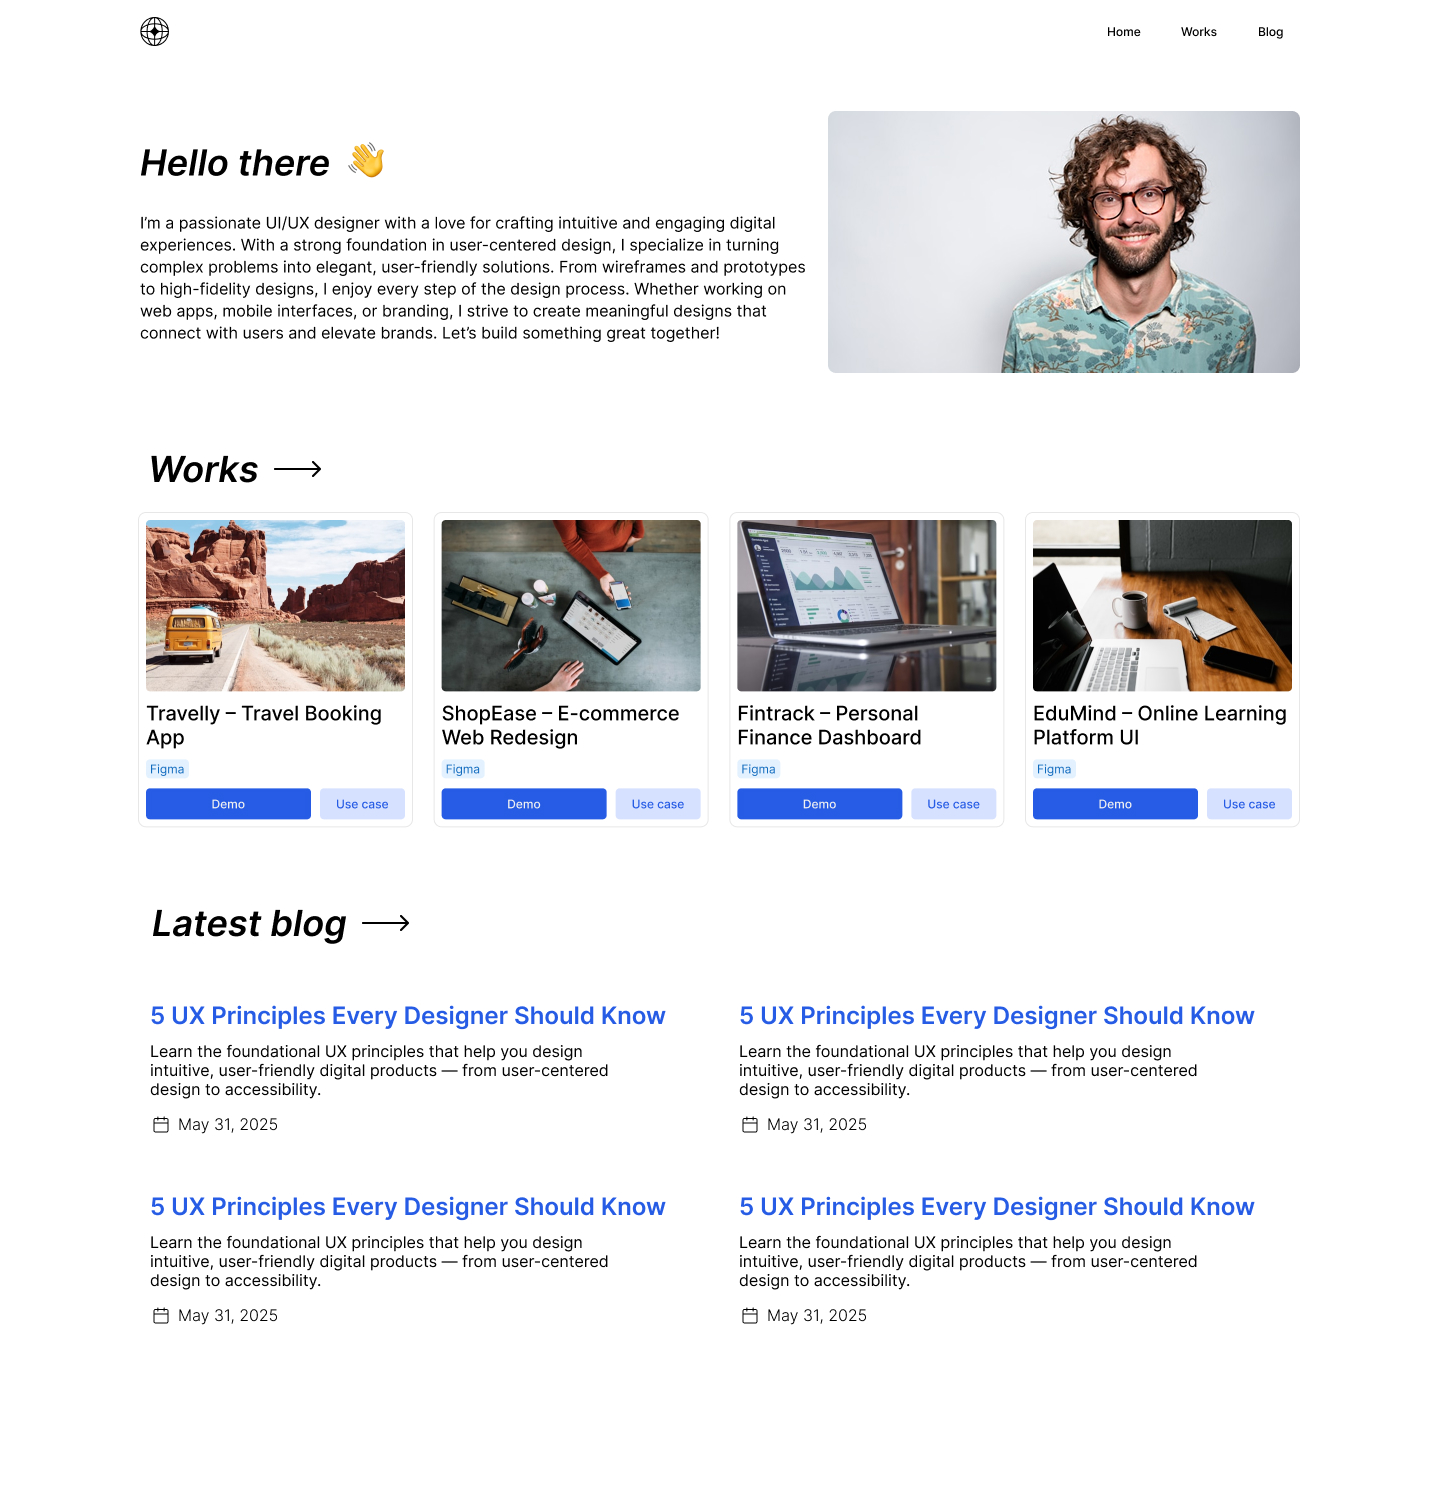 Home Works Blog
Hello there 👋
I’m a passionate UI/UX designer with a love for crafting intuitive and engaging digital
experiences. With a strong foundation in user-centered design, I specialize in turning
complex problems into elegant, user-friendly solutions. From wireframes and prototypes
to high-fidelity designs, I enjoy every step of the design process. Whether working on
web apps, mobile interfaces, or branding, I strive to create meaningful designs that
connect with users and elevate brands. Let’s build something great together!
Works
Travelly – Travel Booking
App
Figma
Demo Use case
ShopEase – E-commerce
Web Redesign
Figma
Demo Use case
Fintrack – Personal
Finance Dashboard
Figma
Demo Use case
EduMind – Online Learning
Platform UI
Figma
Demo Use case
Latest blog
5 UX Principles Every Designer Should Know
Learn the foundational UX principles that help you design
intuitive, user-friendly digital products — from user-centered
design to accessibility.
May 31, 2025
5 UX Principles Every Designer Should Know
Learn the foundational UX principles that help you design
intuitive, user-friendly digital products — from user-centered
design to accessibility.
May 31, 2025
5 UX Principles Every Designer Should Know
Learn the foundational UX principles that help you design
intuitive, user-friendly digital products — from user-centered
design to accessibility.
May 31, 2025
5 UX Principles Every Designer Should Know
Learn the foundational UX principles that help you design
intuitive, user-friendly digital products — from user-centered
design to accessibility.
May 31, 2025